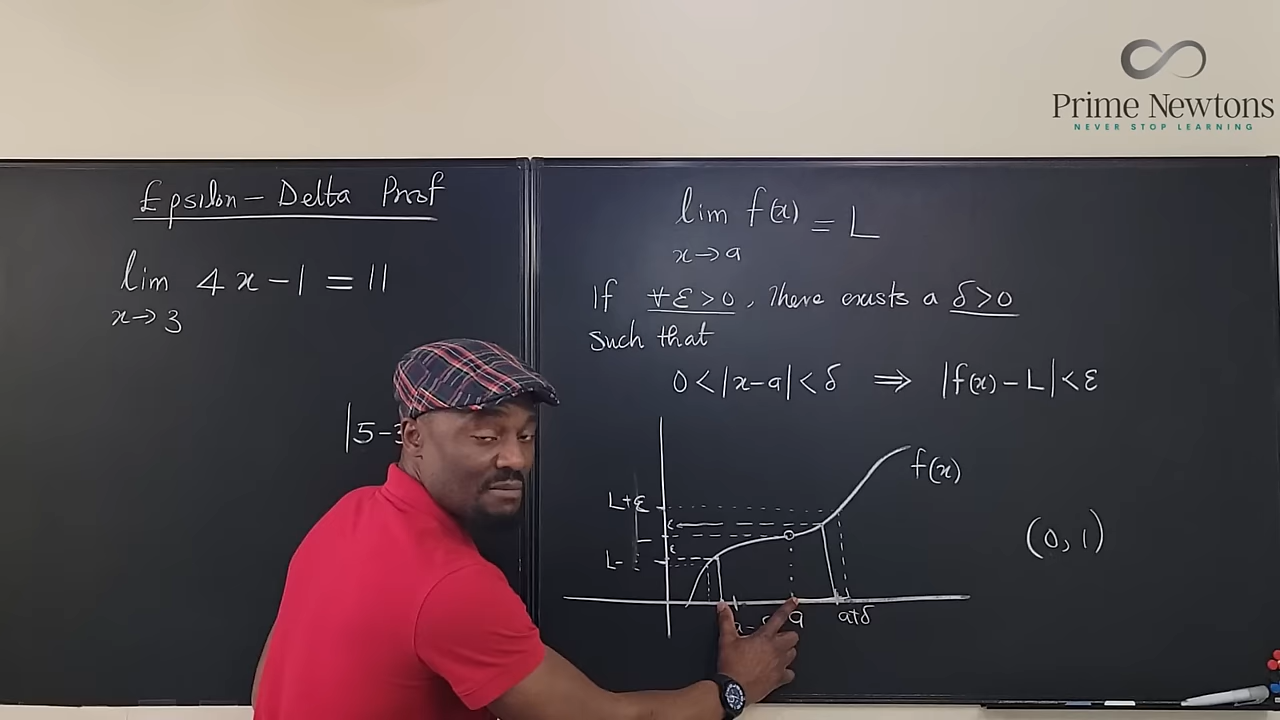 Prime Newtons
NEVER STOP LEARNING
Epsilon - Delta Prof
lim 4x-1 = 11
x→3
|5-3
lim f(x) = L
x→a
If ∀ε>0, there exists a δ>0
such that
0<|x-a|<δ ⇒ |f(x)-L|<ε
f(x)
L+ε
ε
ε
L-
(0,1)
a
a+δ